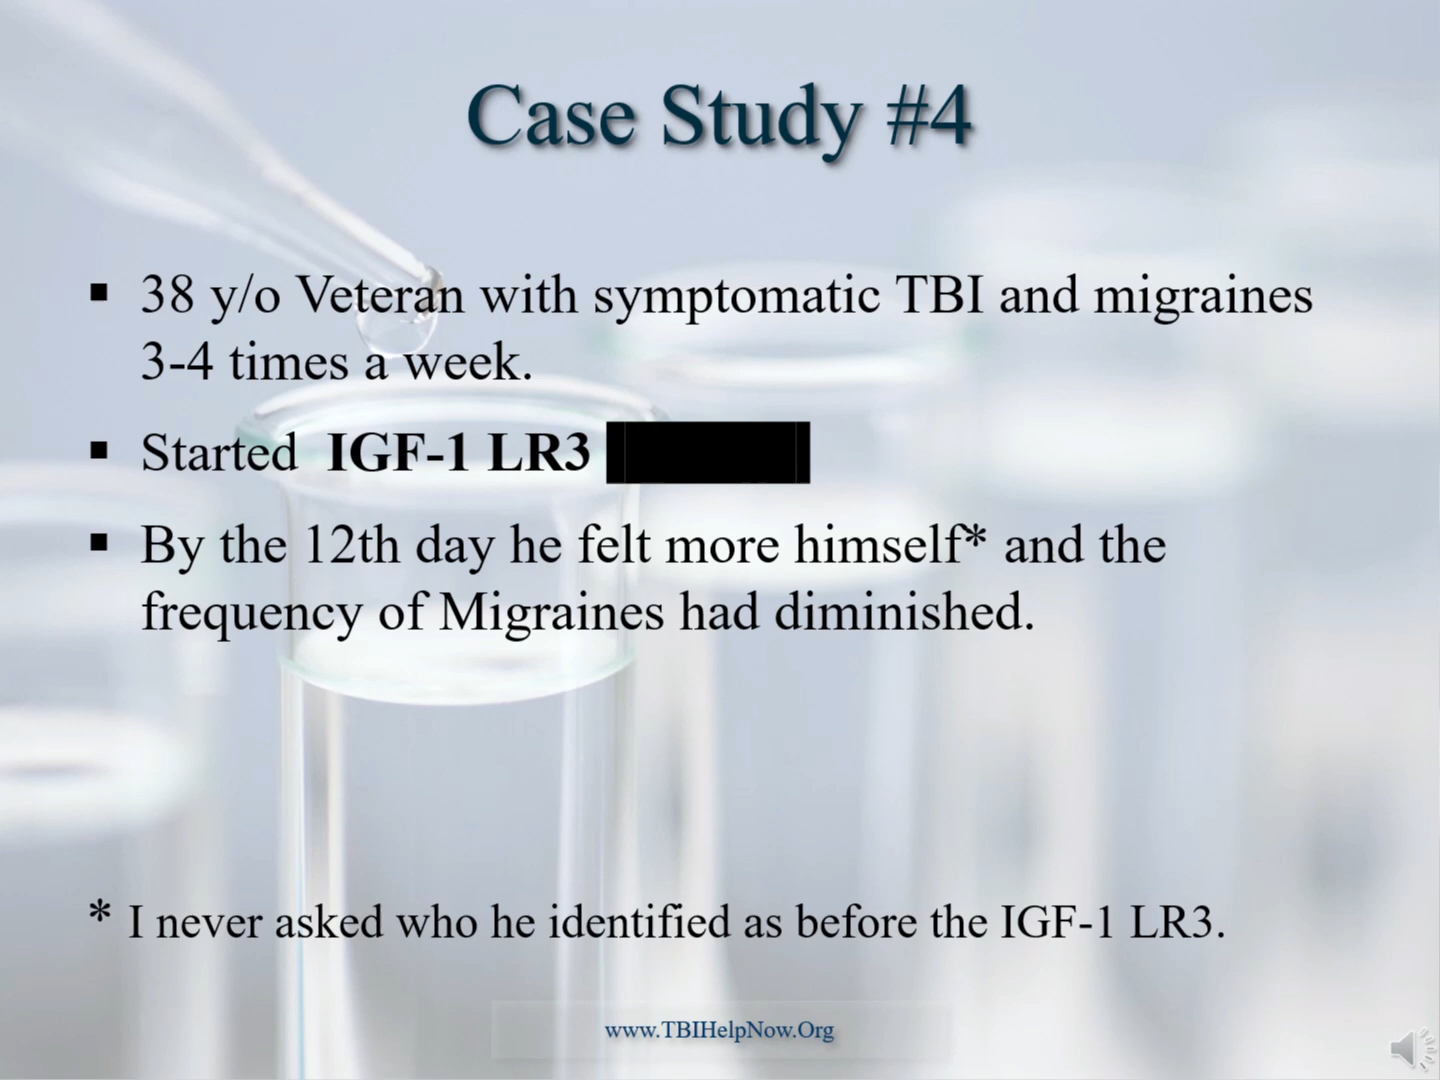 Case Study #4
▪ 38 y/o Veteran with symptomatic TBI and migraines
3-4 times a week.
▪ Started IGF-1 LR3
▪ By the 12th day he felt more himself* and the
frequency of Migraines had diminished.
* I never asked who he identified as before the IGF-1 LR3.
www.TBIHelpNow.Org